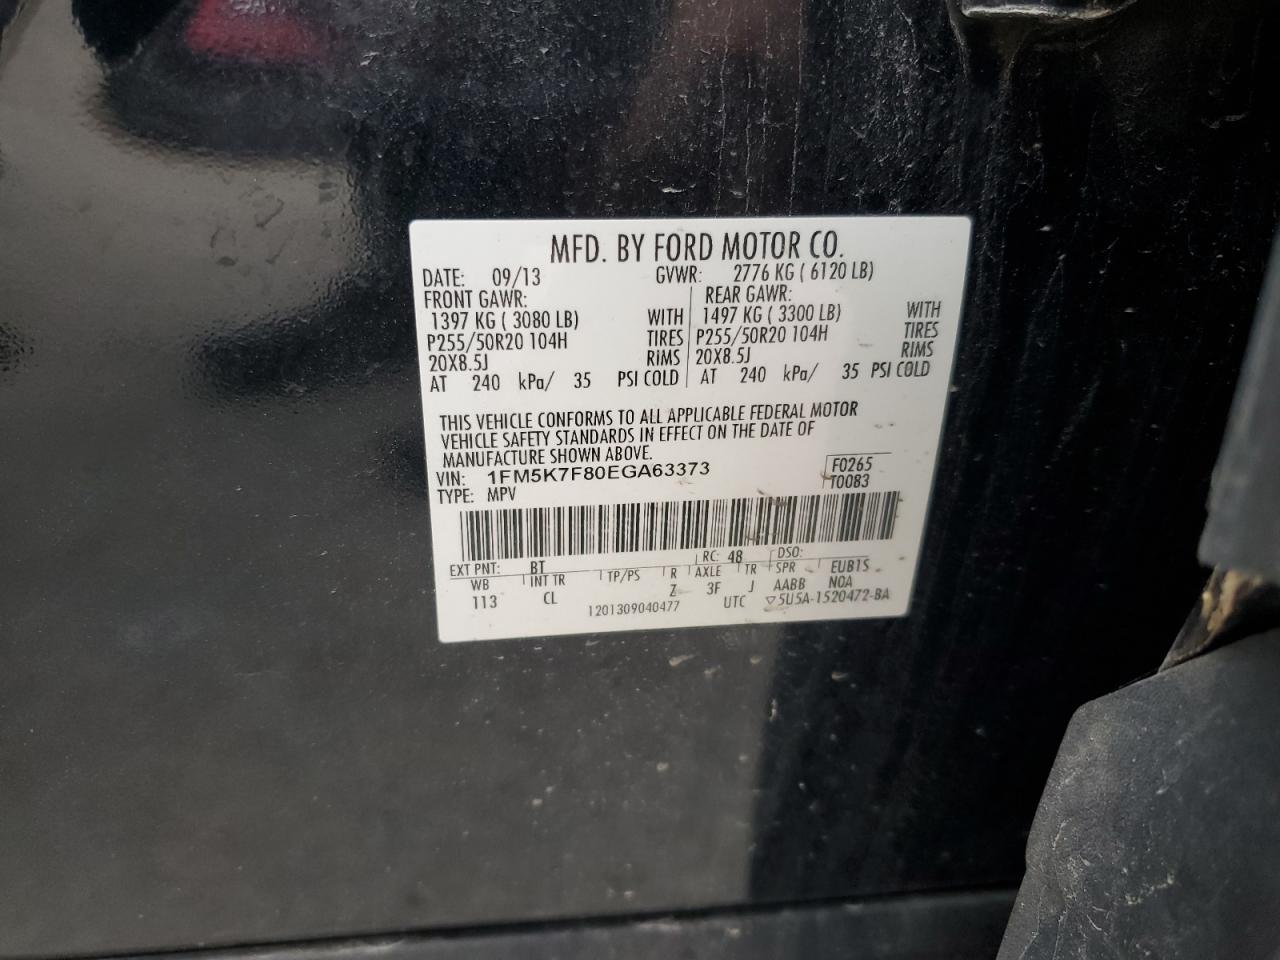 MFD. BY FORD MOTOR CO.
DATE: 09/13 GVWR: 2776 KG ( 6120 LB)
FRONT GAWR: REAR GAWR:
1397 KG ( 3080 LB) WITH 1497 KG ( 3300 LB) WITH
P255/50R20 104H TIRES P255/50R20 104H TIRES
20X8.5J RIMS 20X8.5J RIMS
AT 240 kPa/ 35 PSI COLD AT 240 kPa/ 35 PSI COLD
THIS VEHICLE CONFORMS TO ALL APPLICABLE FEDERAL MOTOR
VEHICLE SAFETY STANDARDS IN EFFECT ON THE DATE OF
MANUFACTURE SHOWN ABOVE.
VIN: 1FM5K7F80EGA63373 F0265
TYPE: MPV T0083
EXT PNT: BT RC: 48 DSO:
WB INT TR TP/PS R AXLE TR SPR EUB1S
113 CL Z 3F J AABB NOA
1201309040477 UTC ▽5U5A-1520472-BA